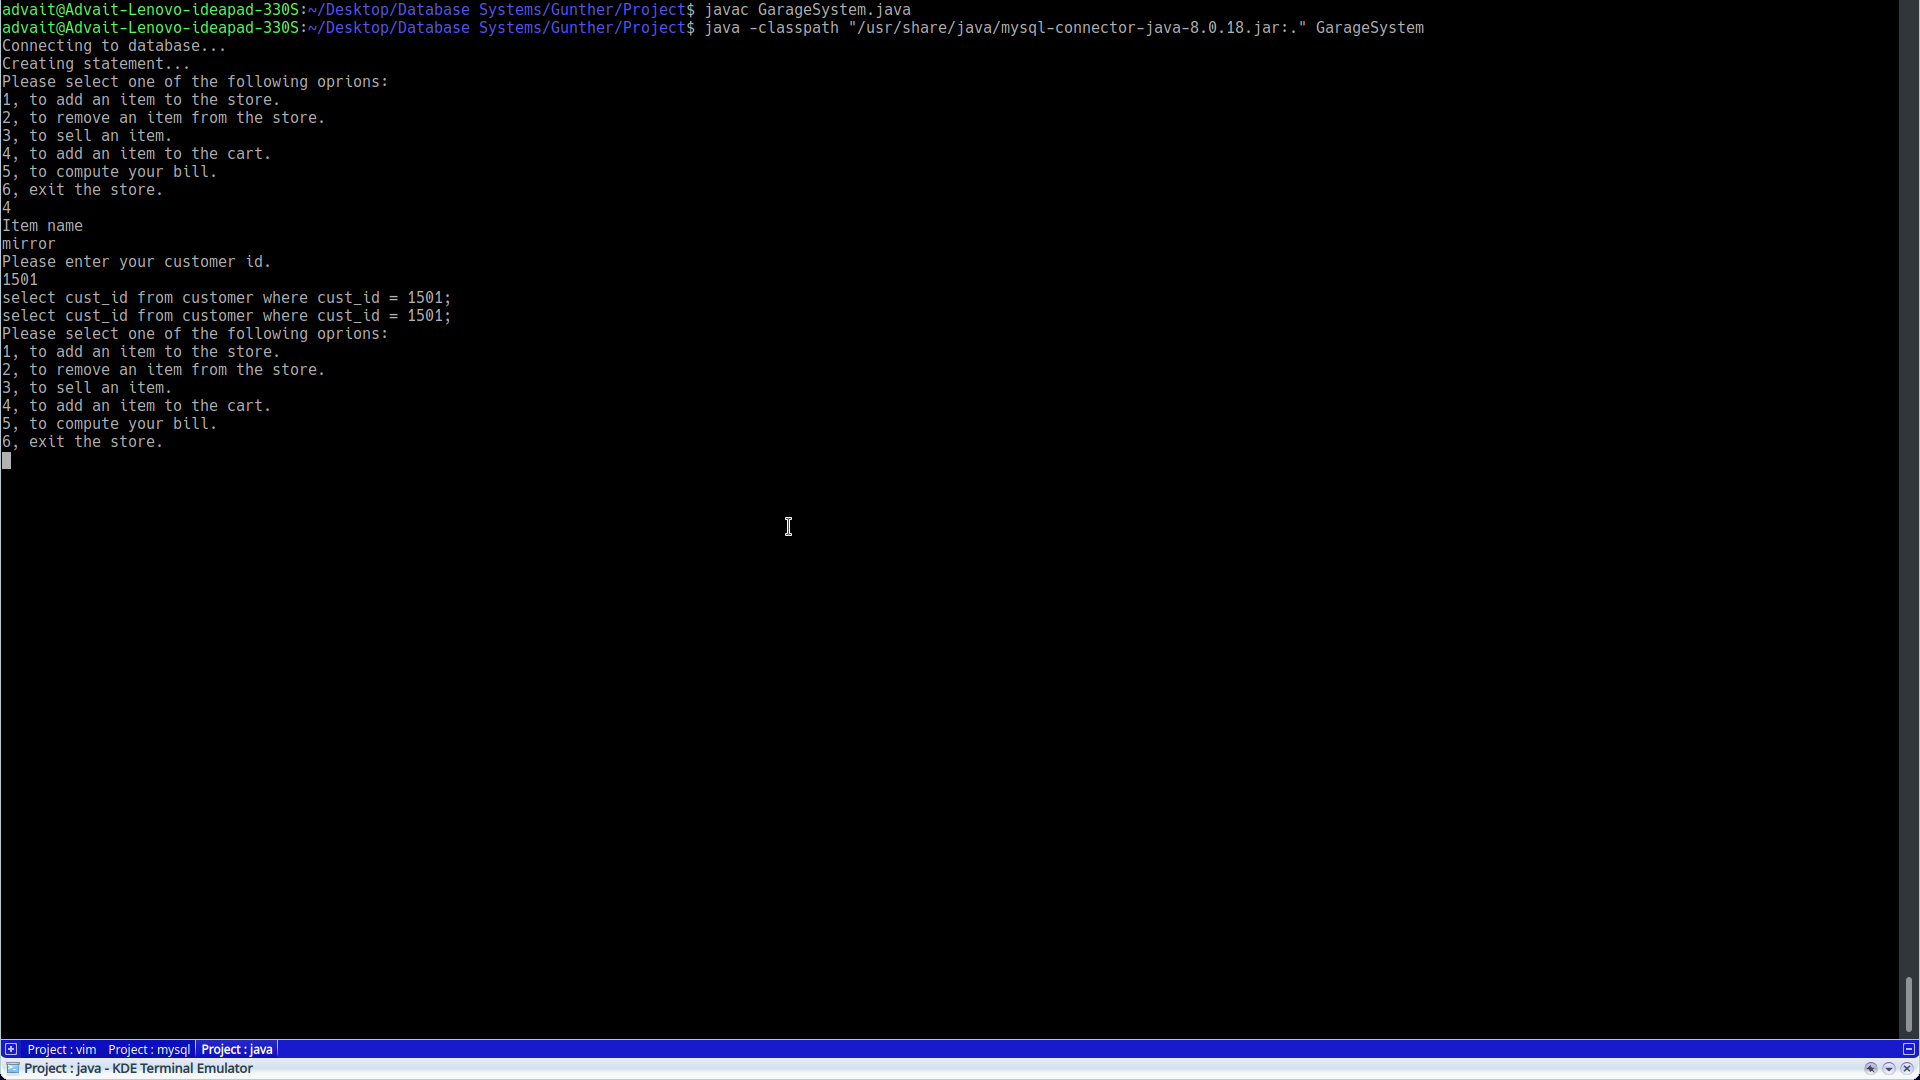 advait@Advait-Lenovo-ideapad-330S:~/Desktop/Database Systems/Gunther/Project$ javac GarageSystem.java
advait@Advait-Lenovo-ideapad-330S:~/Desktop/Database Systems/Gunther/Project$ java -classpath "/usr/share/java/mysql-connector-java-8.0.18.jar:." GarageSystem
Connecting to database...
Creating statement...
Please select one of the following oprions:
1, to add an item to the store.
2, to remove an item from the store.
3, to sell an item.
4, to add an item to the cart.
5, to compute your bill.
6, exit the store.
4
Item name
mirror
Please enter your customer id.
1501
select cust_id from customer where cust_id = 1501;
select cust_id from customer where cust_id = 1501;
Please select one of the following oprions:
1, to add an item to the store.
2, to remove an item from the store.
3, to sell an item.
4, to add an item to the cart.
5, to compute your bill.
6, exit the store.
Project : vim Project : mysql Project : java
Project : java - KDE Terminal Emulator